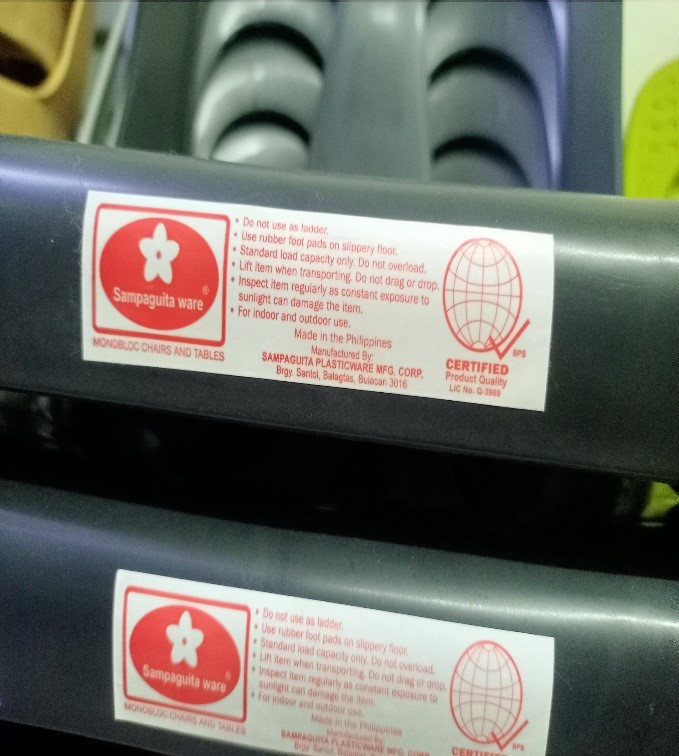 Sampaguita ware ®
MONOBLOC CHAIRS AND TABLES
• Do not use as ladder.
• Use rubber foot pads on slippery floor.
• Standard load capacity only. Do not overload.
• Lift item when transporting. Do not drag or drop.
• Inspect item regularly as constant exposure to
sunlight can damage the item.
• For indoor and outdoor use.
Made in the Philippines
Manufactured By:
SAMPAGUITA PLASTICWARE MFG. CORP.
Brgy. Santol, Balagtas, Bulacan 3016
BPS
CERTIFIED
Product Quality
LIC No. Q-3969
Sampaguita ware ®
MONOBLOC CHAIRS AND TABLES
• Do not use as ladder.
• Use rubber foot pads on slippery floor.
• Standard load capacity only. Do not overload.
• Lift item when transporting. Do not drag or drop.
• Inspect item regularly as constant exposure to
sunlight can damage the item.
• For indoor and outdoor use.
Made in the Philippines
Manufactured By:
SAMPAGUITA PLASTICWARE MFG. CORP.
Brgy. Santol, Balagtas, Bulacan
BPS
CERTIFIED